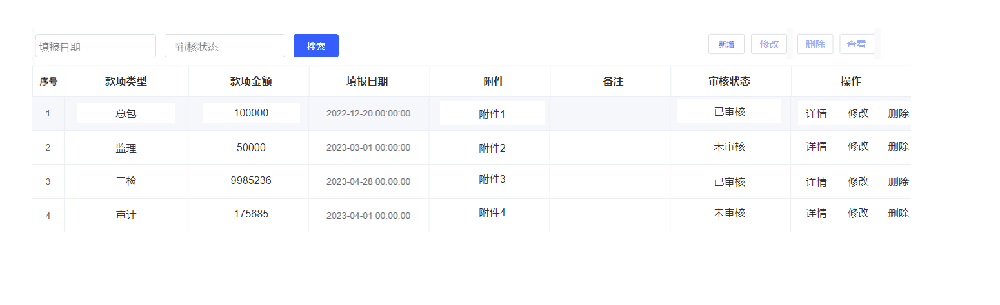 填报日期 审核状态 搜索 新增 修改 删除 查看
序号 款项类型 款项金额 填报日期 附件 备注 审核状态 操作
1 总包 100000 2022-12-20 00:00:00 附件1 已审核 详情 修改 删除
2 监理 50000 2023-03-01 00:00:00 附件2 未审核 详情 修改 删除
3 三检 9985236 2023-04-28 00:00:00 附件3 已审核 详情 修改 删除
4 审计 175685 2023-04-01 00:00:00 附件4 未审核 详情 修改 删除